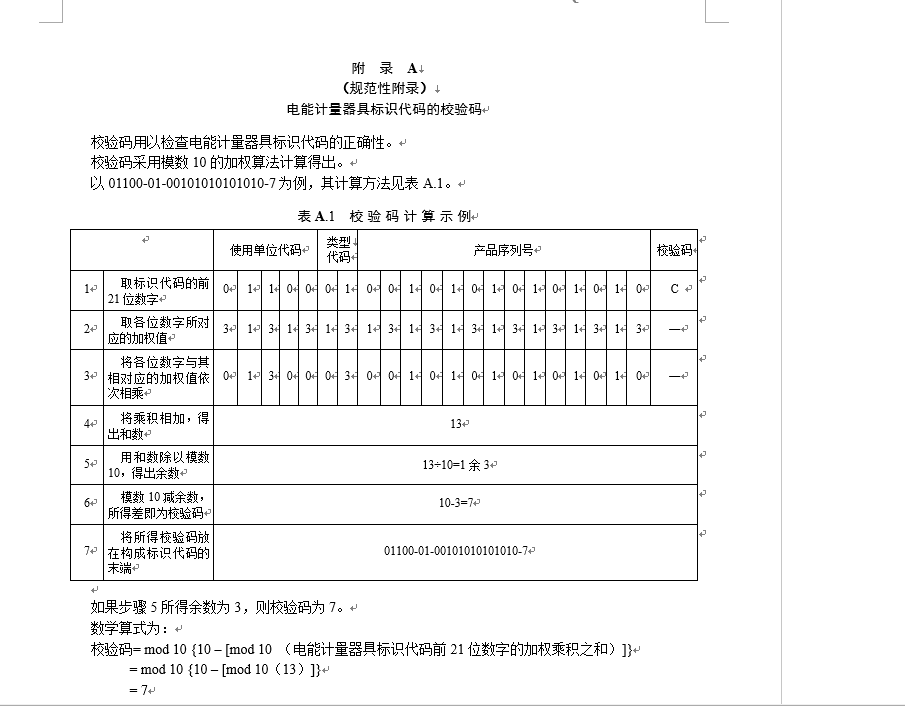 附 录 A
（规范性附录）
电能计量器具标识代码的校验码
校验码用以检查电能计量器具标识代码的正确性。
校验码采用模数 10 的加权算法计算得出。
以 01100-01-00101010101010-7 为例，其计算方法见表 A.1。
表 A.1 校 验 码 计 算 示 例
使用单位代码 类型代码 产品序列号 校验码
1 取标识代码的前 21 位数字 0 1 1 0 0 0 1 0 0 1 0 1 0 1 0 1 0 1 0 1 0 C
2 取各位数字所对应的加权值 3 1 3 1 3 1 3 1 3 1 3 1 3 1 3 1 3 1 3 1 3 —
3 将各位数字与其相对应的加权值依次相乘 0 1 3 0 0 0 3 0 0 1 0 1 0 1 0 1 0 1 0 1 0 —
4 将乘积相加，得出和数 13
5 用和数除以模数 10，得出余数 13÷10=1 余 3
6 模数 10 减余数，所得差即为校验码 10-3=7
7 将所得校验码放在构成标识代码的末端 01100-01-00101010101010-7
如果步骤 5 所得余数为 3，则校验码为 7。
数学算式为：
校验码= mod 10 {10 – [mod 10 （电能计量器具标识代码前 21 位数字的加权乘积之和）]}
= mod 10 {10 – [mod 10（13）]}
= 7